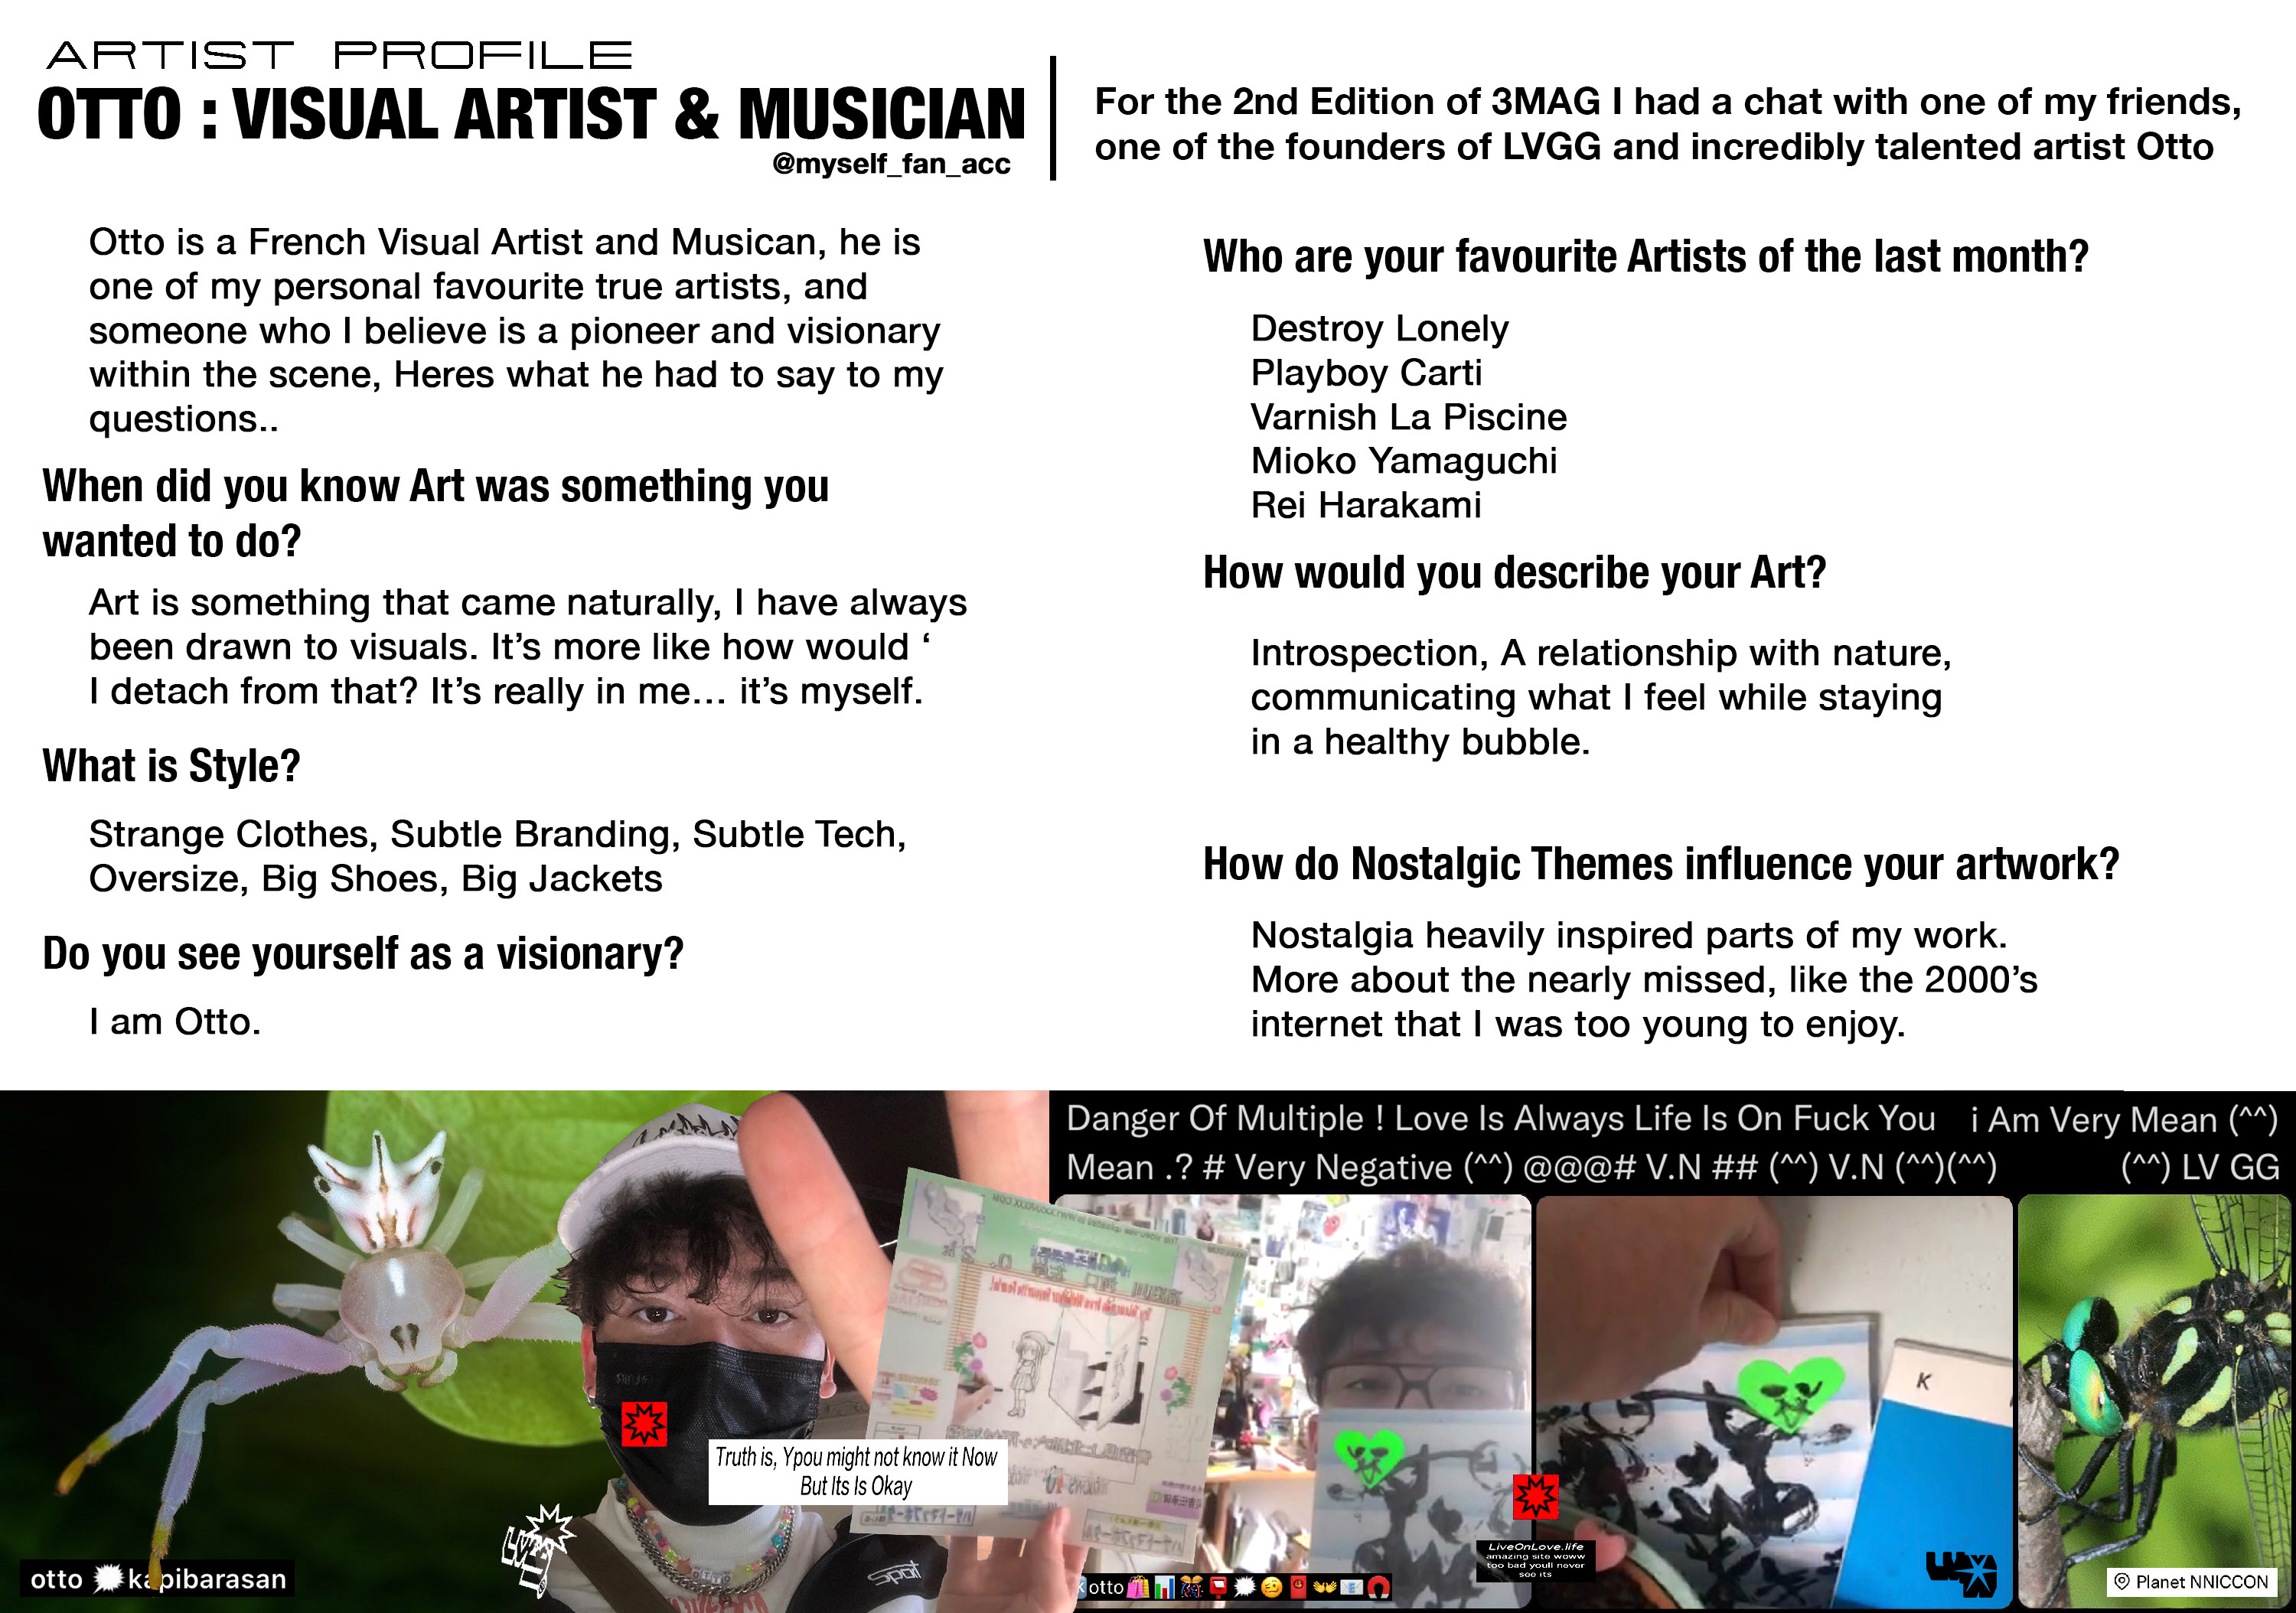 ARTIST PROFILE
OTTO : VISUAL ARTIST & MUSICIAN
@myself_fan_acc
For the 2nd Edition of 3MAG I had a chat with one of my friends,
one of the founders of LVGG and incredibly talented artist Otto
Otto is a French Visual Artist and Musican, he is
one of my personal favourite true artists, and
someone who I believe is a pioneer and visionary
within the scene, Heres what he had to say to my
questions..
When did you know Art was something you
wanted to do?
Art is something that came naturally, I have always
been drawn to visuals. It’s more like how would ‘
I detach from that? It’s really in me... it’s myself.
What is Style?
Strange Clothes, Subtle Branding, Subtle Tech,
Oversize, Big Shoes, Big Jackets
Do you see yourself as a visionary?
I am Otto.
Who are your favourite Artists of the last month?
Destroy Lonely
Playboy Carti
Varnish La Piscine
Mioko Yamaguchi
Rei Harakami
How would you describe your Art?
Introspection, A relationship with nature,
communicating what I feel while staying
in a healthy bubble.
How do Nostalgic Themes influence your artwork?
Nostalgia heavily inspired parts of my work.
More about the nearly missed, like the 2000’s
internet that I was too young to enjoy.
Danger Of Multiple ! Love Is Always Life Is On Fuck You
Mean .? # Very Negative (^^) @@@# V.N ## (^^) V.N (^^)(^^)
i Am Very Mean (^^)
(^^) LV GG
Truth is, Ypou might not know it Now
But Its Is Okay
Sport
K
otto kapibarasan
otto
LiveOnLove.life
amazing site woww
too bad youll never
see its
Planet NNICCON